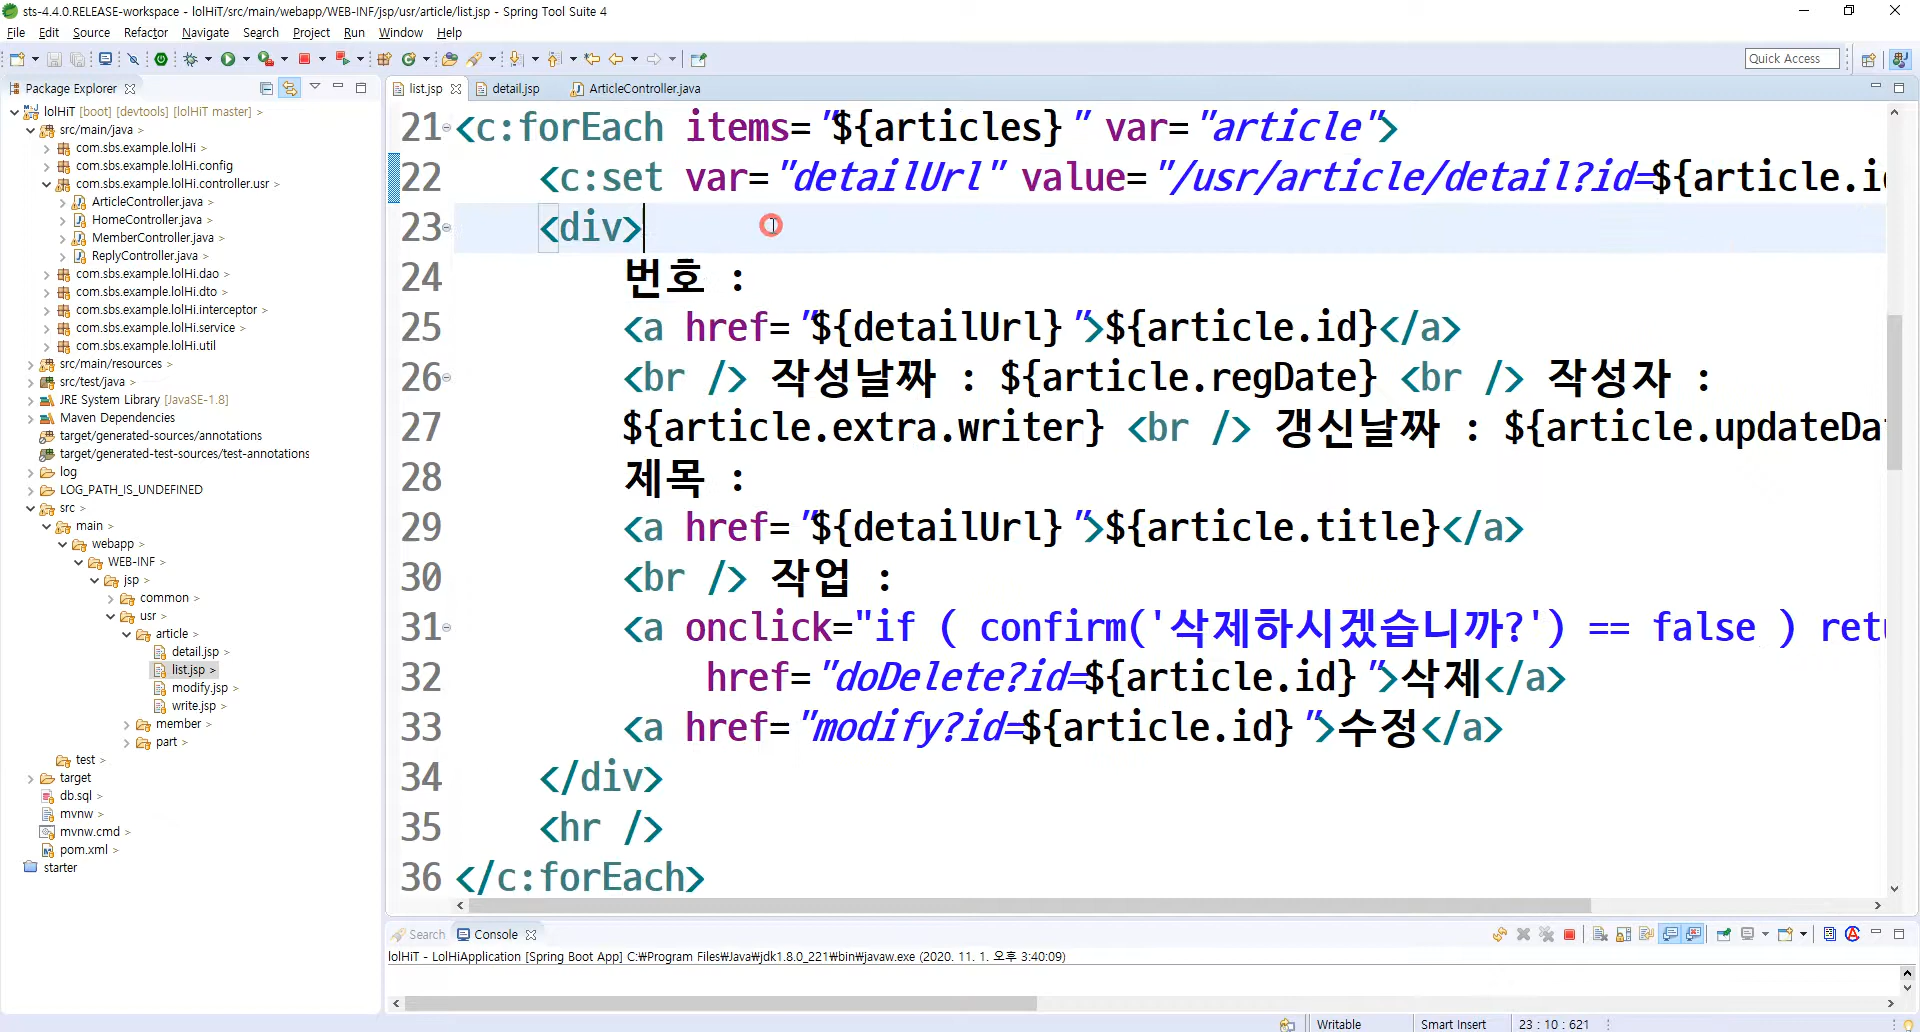 sts-4.4.0.RELEASE-workspace - lolHiT/src/main/webapp/WEB-INF/jsp/usr/article/list.jsp - Spring Tool Suite 4
File Edit Source Refactor Navigate Search Project Run Window Help
Quick Access
Package Explorer
lolHiT [boot] [devtools] [lolHiT master] >
src/main/java >
com.sbs.example.lolHi >
com.sbs.example.lolHi.config
com.sbs.example.lolHi.controller.usr >
ArticleController.java >
HomeController.java >
MemberController.java >
ReplyController.java >
com.sbs.example.lolHi.dao >
com.sbs.example.lolHi.dto >
com.sbs.example.lolHi.interceptor >
com.sbs.example.lolHi.service >
com.sbs.example.lolHi.util
src/main/resources >
src/test/java >
JRE System Library [JavaSE-1.8]
Maven Dependencies
target/generated-sources/annotations
target/generated-test-sources/test-annotations
log
LOG_PATH_IS_UNDEFINED
src >
main >
webapp >
WEB-INF >
jsp >
common >
usr >
article >
detail.jsp >
list.jsp >
modify.jsp >
write.jsp >
member >
part >
test >
target
db.sql >
mvnw >
mvnw.cmd >
pom.xml >
starter
list.jsp detail.jsp ArticleController.java
21 <c:forEach items="${articles}" var="article">
22 <c:set var="detailUrl" value="/usr/article/detail?id=${article.id
23 <div>
24 번호 :
25 <a href="${detailUrl}">${article.id}</a>
26 <br /> 작성날짜 : ${article.regDate} <br /> 작성자 :
27 ${article.extra.writer} <br /> 갱신날짜 : ${article.updateDat
28 제목 :
29 <a href="${detailUrl}">${article.title}</a>
30 <br /> 작업 :
31 <a onclick="if ( confirm('삭제하시겠습니까?') == false ) retu
32 href="doDelete?id=${article.id}">삭제</a>
33 <a href="modify?id=${article.id}">수정</a>
34 </div>
35 <hr />
36 </c:forEach>
Search Console
lolHiT - LolHiApplication [Spring Boot App] C:₩Program Files₩Java₩jdk1.8.0_221₩bin₩javaw.exe (2020. 11. 1. 오후 3:40:09)
Writable Smart Insert 23 : 10 : 621